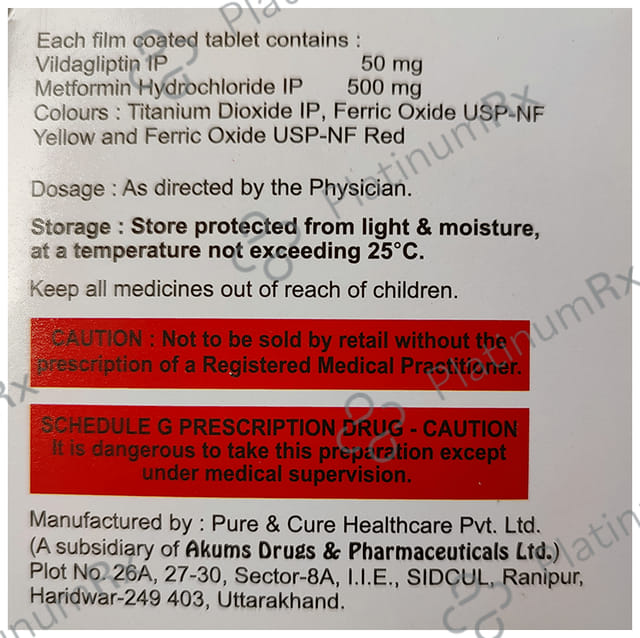 Each film coated tablet contains :
Vildagliptin IP 50 mg
Metformin Hydrochloride IP 500 mg
Colours : Titanium Dioxide IP, Ferric Oxide USP-NF
Yellow and Ferric Oxide USP-NF Red
Dosage : As directed by the Physician.
Storage : Store protected from light & moisture,
at a temperature not exceeding 25°C.
Keep all medicines out of reach of children.
CAUTION : Not to be sold by retail without the
prescription of a Registered Medical Practitioner.
SCHEDULE G PRESCRIPTION DRUG - CAUTION
It is dangerous to take this preparation except
under medical supervision.
Manufactured by : Pure & Cure Healthcare Pvt. Ltd.
(A subsidiary of Akums Drugs & Pharmaceuticals Ltd.)
Plot No. 26A, 27-30, Sector-8A, I.I.E., SIDCUL, Ranipur,
Haridwar-249 403, Uttarakhand.
PlatinumRx
PlatinumRx
PlatinumRx